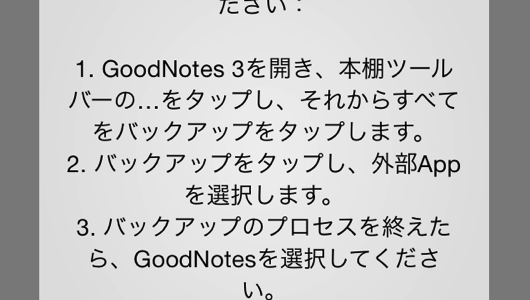 ださい：
1. GoodNotes 3を開き、本棚ツール
バーの…をタップし、それからすべて
をバックアップをタップします。
2. バックアップをタップし、外部App
を選択します。
3. バックアップのプロセスを終えた
ら、GoodNotesを選択してくださ
い。